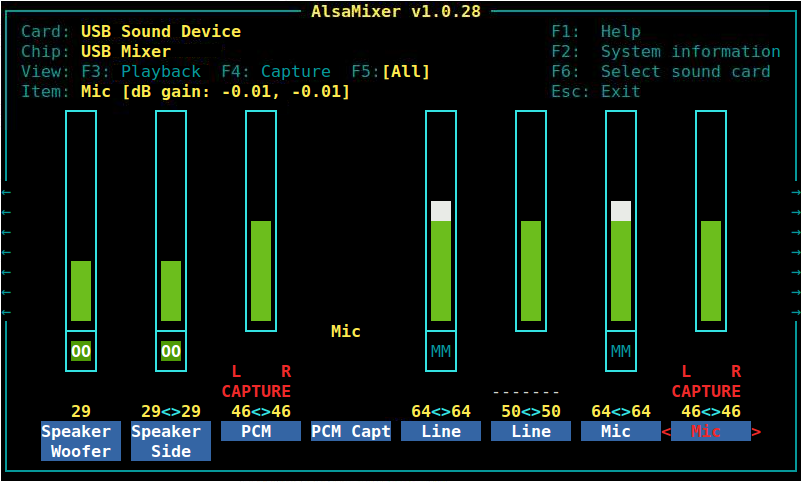 AlsaMixer v1.0.28
Card: USB Sound Device F1: Help
Chip: USB Mixer F2: System information
View: F3: Playback F4: Capture F5:[All] F6: Select sound card
Item: Mic [dB gain: -0.01, -0.01] Esc: Exit
← →
← →
← →
← →
← →
← →
← →
Mic
OO OO MM MM
L R L R
CAPTURE ------- CAPTURE
29 29<>29 46<>46 64<>64 50<>50 64<>64 46<>46
Speaker Speaker PCM PCM Capt Line Line Mic < Mic >
Woofer Side